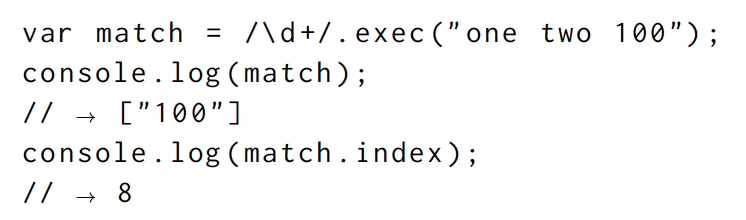 var match = /\d+/.exec("one two 100");
console.log(match);
// → ["100"]
console.log(match.index);
// → 8